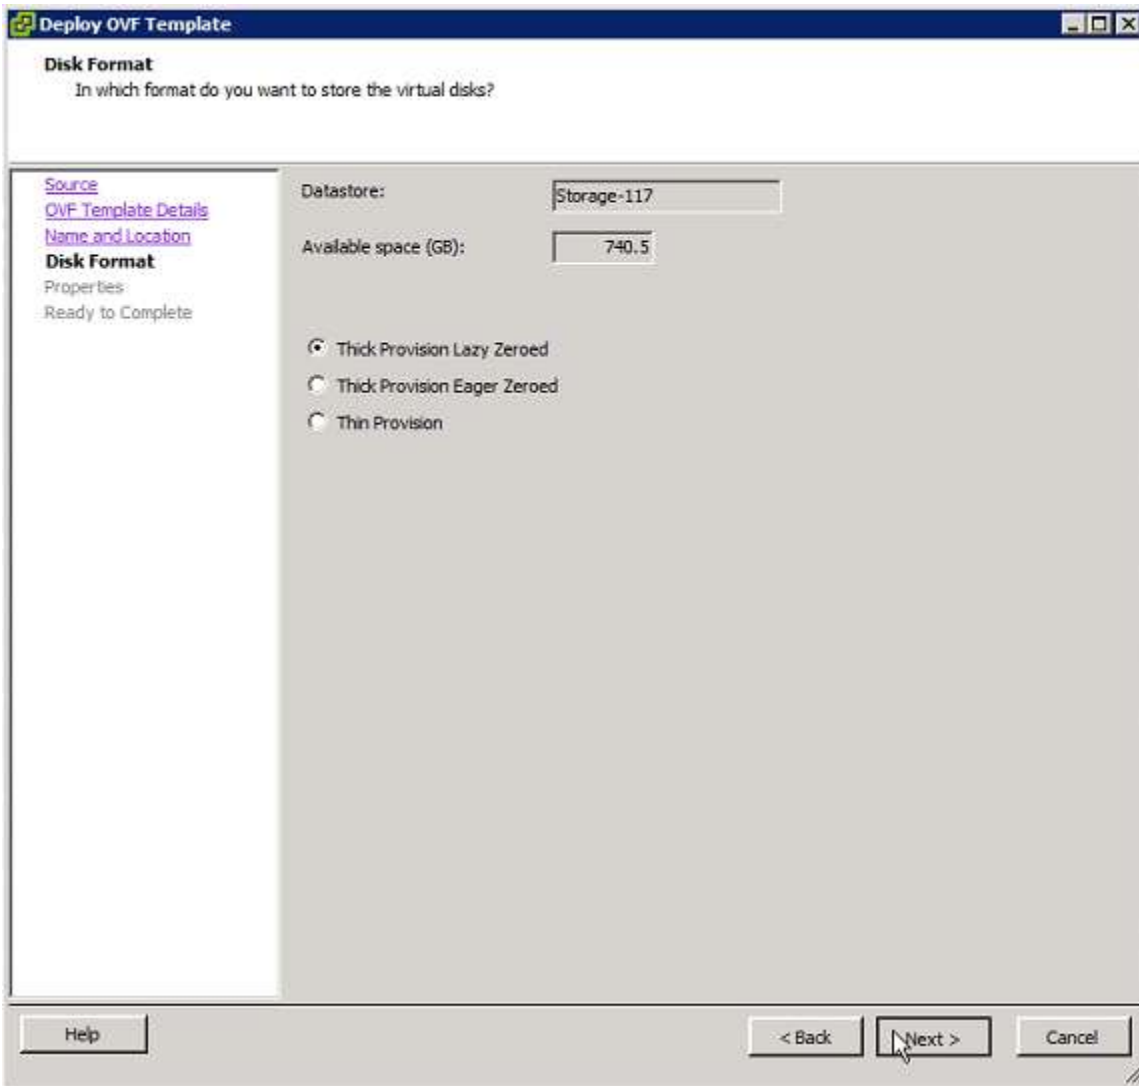 Deploy OVF Template
Disk Format
In which format do you want to store the virtual disks?
Source
OVF Template Details
Name and Location
Disk Format
Properties
Ready to Complete
Datastore:
Storage-117
Available space (GB):
740.5
Thick Provision Lazy Zeroed
Thick Provision Eager Zeroed
Thin Provision
Help
< Back
Next >
Cancel